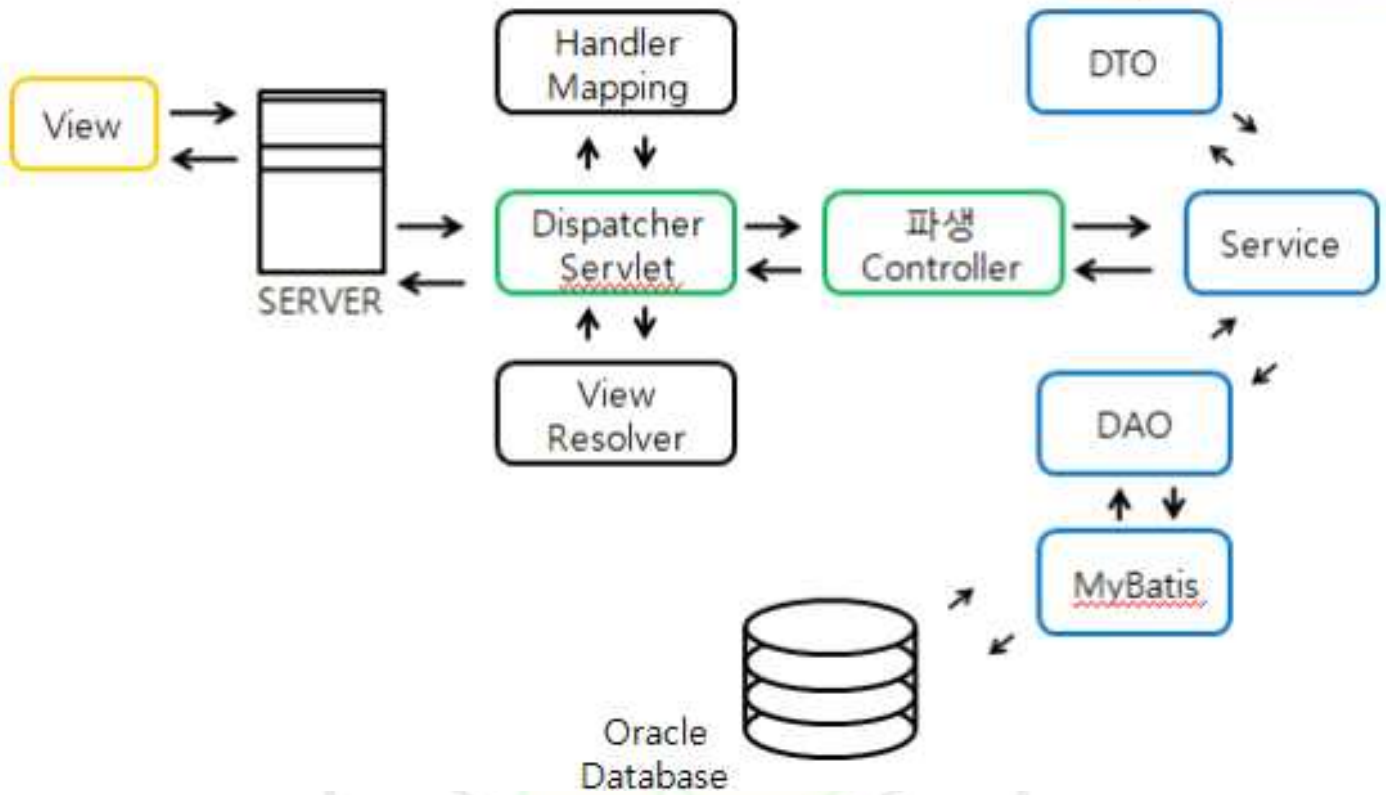 Handler
Mapping
DTO
View
Dispatcher
Servlet
파생
Controller
Service
SERVER
View
Resolver
DAO
MyBatis
Oracle
Database